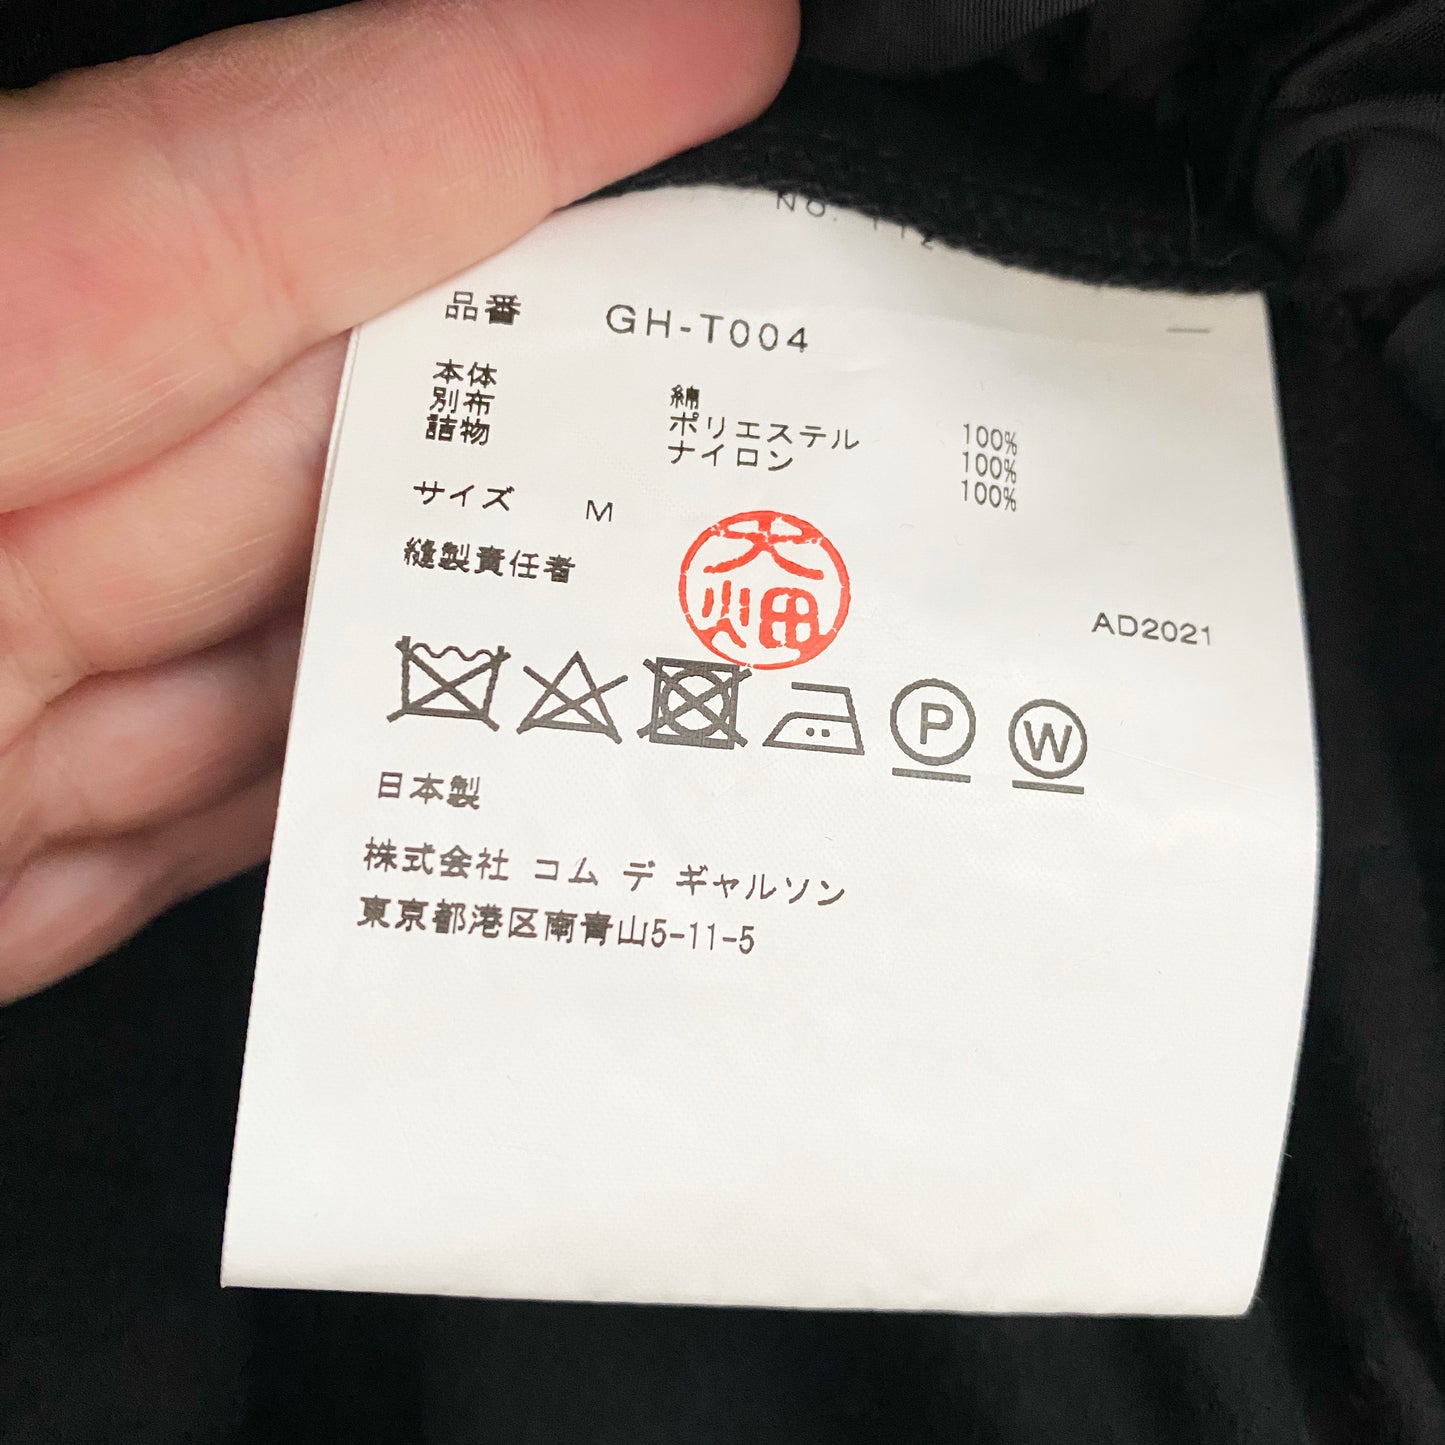 NO. 112
品番 GH-T004
本体 綿 100%
別布 ポリエステル 100%
詰物 ナイロン 100%
サイズ M
縫製責任者 大畑
AD2021
P W
日本製
株式会社 コム デ ギャルソン
東京都港区南青山5-11-5